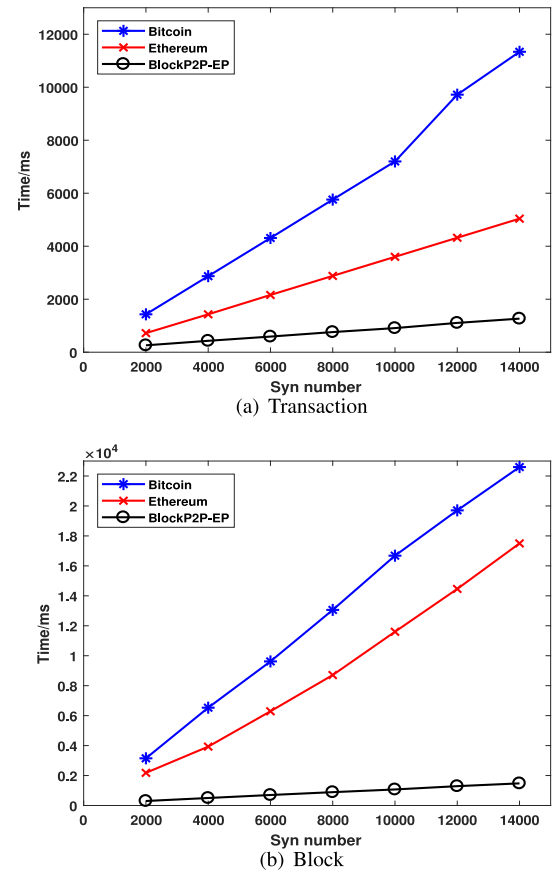 12000
10000
8000
6000
4000
2000
0
Time/ms
Bitcoin
Ethereum
BlockP2P-EP
0 2000 4000 6000 8000 10000 12000 14000
Syn number
(a) Transaction
×10⁴
2.2
2
1.8
1.6
1.4
1.2
1
0.8
0.6
0.4
0.2
0
Time/ms
Bitcoin
Ethereum
BlockP2P-EP
0 2000 4000 6000 8000 10000 12000 14000
Syn number
(b) Block